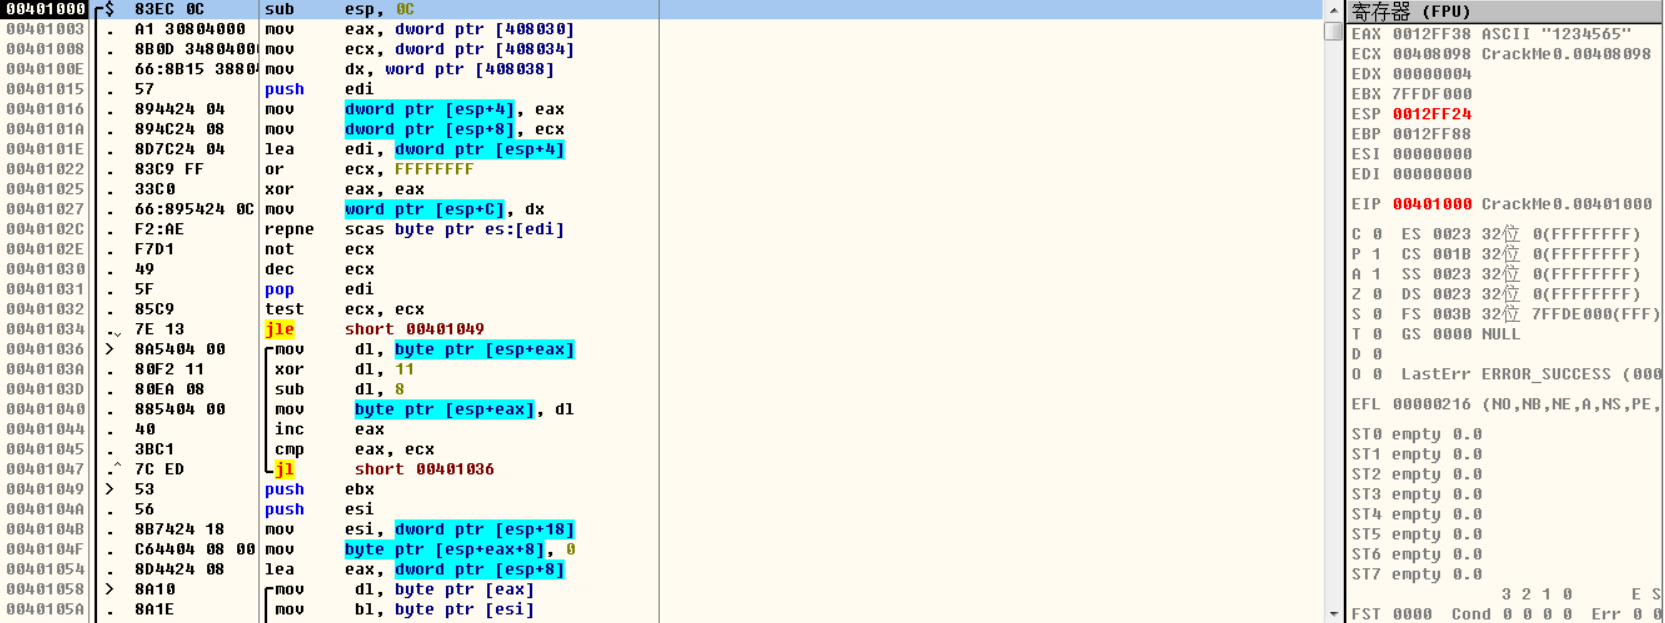 00401000 $ 83EC 0C sub esp, 0C
00401003 . A1 30804000 mov eax, dword ptr [408030]
00401008 . 8B0D 34804000 mov ecx, dword ptr [408034]
0040100E . 66:8B15 38804 mov dx, word ptr [408038]
00401015 . 57 push edi
00401016 . 894424 04 mov dword ptr [esp+4], eax
0040101A . 894C24 08 mov dword ptr [esp+8], ecx
0040101E . 8D7C24 04 lea edi, dword ptr [esp+4]
00401022 . 83C9 FF or ecx, FFFFFFFF
00401025 . 33C0 xor eax, eax
00401027 . 66:895424 0C mov word ptr [esp+C], dx
0040102C . F2:AE repne scas byte ptr es:[edi]
0040102E . F7D1 not ecx
00401030 . 49 dec ecx
00401031 . 5F pop edi
00401032 . 85C9 test ecx, ecx
00401034 . 7E 13 jle short 00401049
00401036 > 8A5404 00 mov dl, byte ptr [esp+eax]
0040103A . 80F2 11 xor dl, 11
0040103D . 80EA 08 sub dl, 8
00401040 . 885404 00 mov byte ptr [esp+eax], dl
00401044 . 40 inc eax
00401045 . 3BC1 cmp eax, ecx
00401047 .^ 7C ED jl short 00401036
00401049 > 53 push ebx
0040104A . 56 push esi
0040104B . 8B7424 18 mov esi, dword ptr [esp+18]
0040104F . C64404 08 00 mov byte ptr [esp+eax+8], 0
00401054 . 8D4424 08 lea eax, dword ptr [esp+8]
00401058 > 8A10 mov dl, byte ptr [eax]
0040105A . 8A1E mov bl, byte ptr [esi]
寄存器 (FPU)
EAX 0012FF38 ASCII "1234565"
ECX 00408098 CrackMe0.00408098
EDX 00000004
EBX 7FFDF000
ESP 0012FF24
EBP 0012FF88
ESI 00000000
EDI 00000000
EIP 00401000 CrackMe0.00401000
C 0 ES 0023 32位 0(FFFFFFFF)
P 1 CS 001B 32位 0(FFFFFFFF)
A 1 SS 0023 32位 0(FFFFFFFF)
Z 0 DS 0023 32位 0(FFFFFFFF)
S 0 FS 003B 32位 7FFDE000(FFF)
T 0 GS 0000 NULL
D 0
O 0 LastErr ERROR_SUCCESS (000
EFL 00000216 (NO,NB,NE,A,NS,PE,
ST0 empty 0.0
ST1 empty 0.0
ST2 empty 0.0
ST3 empty 0.0
ST4 empty 0.0
ST5 empty 0.0
ST6 empty 0.0
ST7 empty 0.0
3 2 1 0 E S
FST 0000 Cond 0 0 0 0 Err 0 0